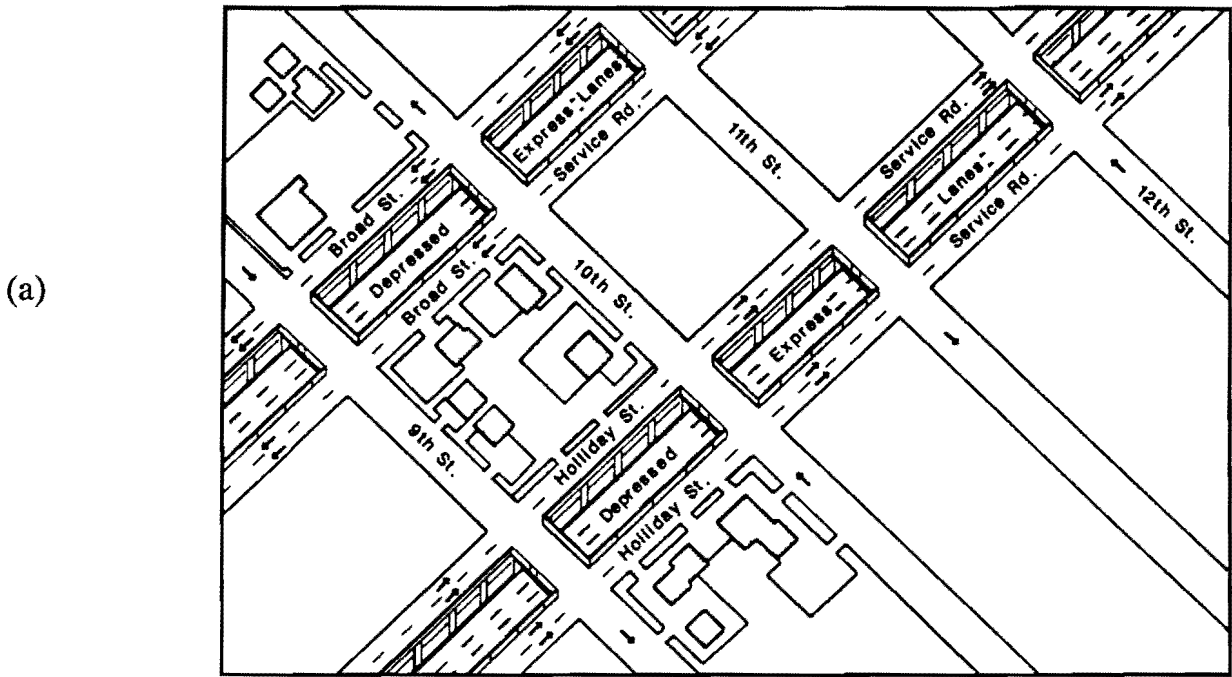 Express Lanes
Service Rd.
11th St.
Service Rd.
Lanes
Service Rd.
12th St.
Broad St.
Depressed
Broad St.
10th St.
(a)
Express
9th St.
Holliday St.
Depressed
Holliday St.